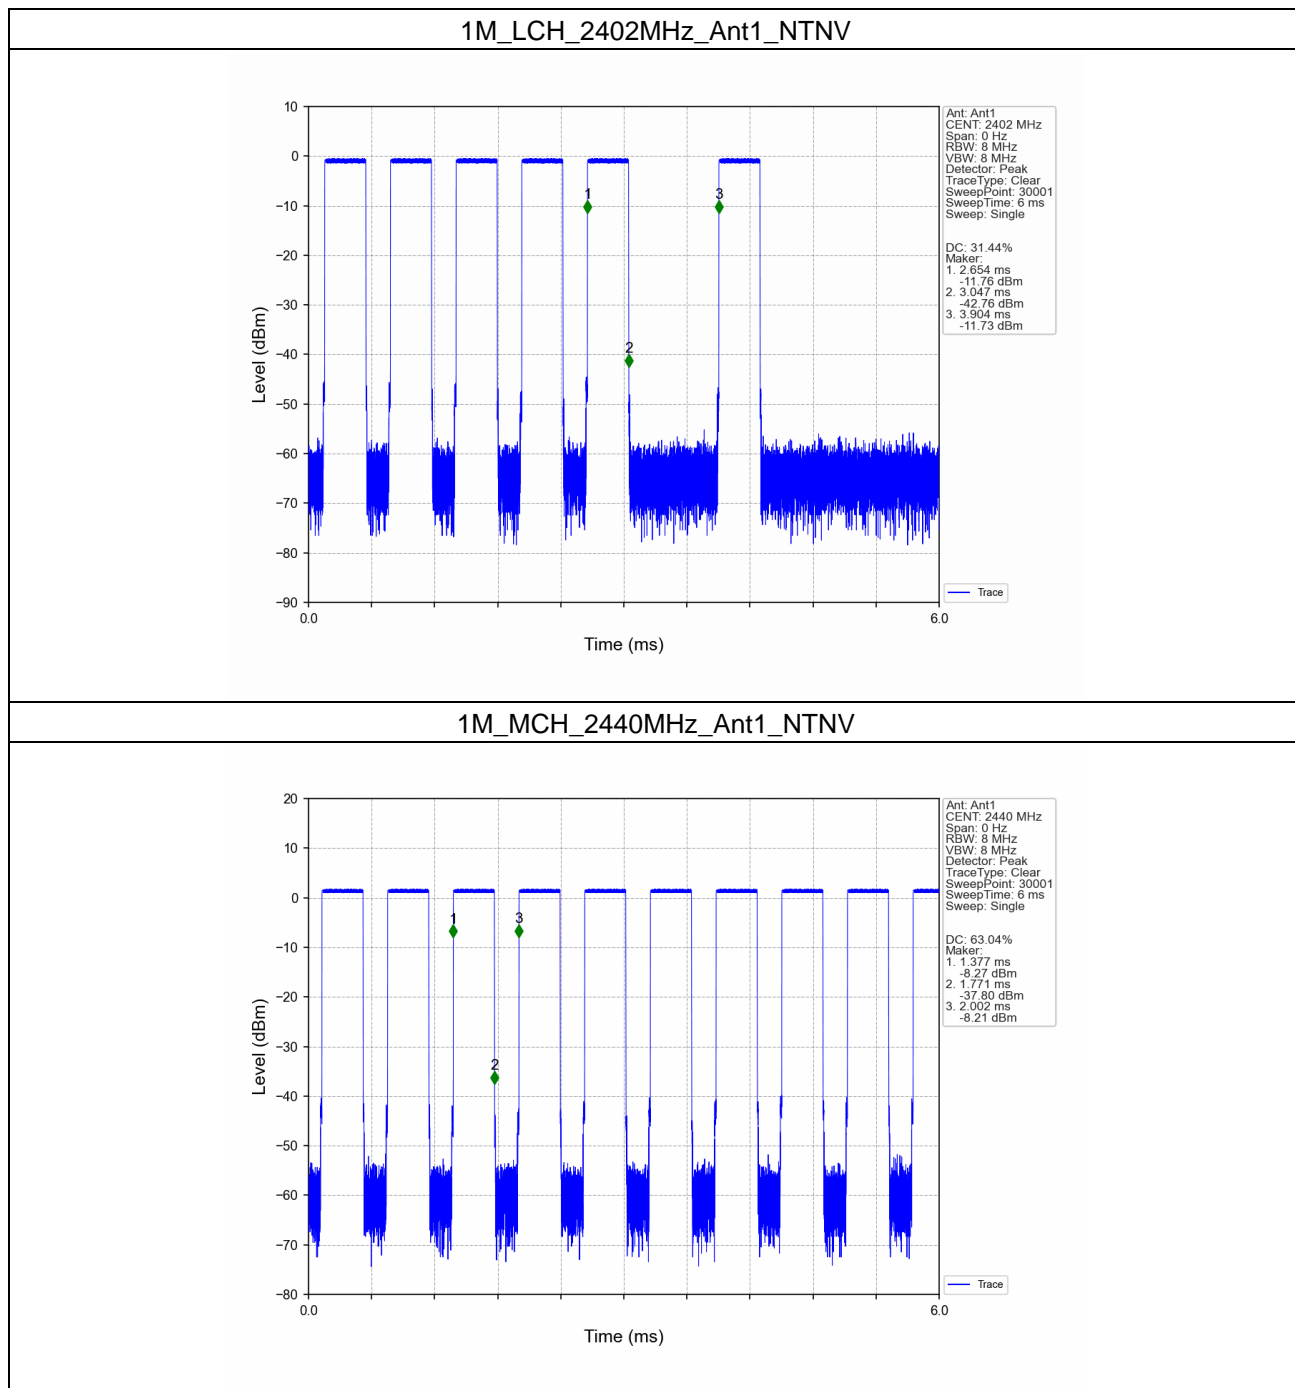 1M_LCH_2402MHz_Ant1_NTNV
10
0
−10
−20
−30
−40
−50
−60
−70
−80
−90
Level (dBm)
1
2
3
0.0
6.0
Time (ms)
Ant: Ant1
CENT: 2402 MHz
Span: 0 Hz
RBW: 8 MHz
VBW: 8 MHz
Detector: Peak
TraceType: Clear
SweepPoint: 30001
SweepTime: 6 ms
Sweep: Single
DC: 31.44%
Maker:
1. 2.654 ms
-11.76 dBm
2. 3.047 ms
-42.76 dBm
3. 3.904 ms
-11.73 dBm
Trace
1M_MCH_2440MHz_Ant1_NTNV
20
10
0
−10
−20
−30
−40
−50
−60
−70
−80
Level (dBm)
1
2
3
0.0
6.0
Time (ms)
Ant: Ant1
CENT: 2440 MHz
Span: 0 Hz
RBW: 8 MHz
VBW: 8 MHz
Detector: Peak
TraceType: Clear
SweepPoint: 30001
SweepTime: 6 ms
Sweep: Single
DC: 63.04%
Maker:
1. 1.377 ms
-8.27 dBm
2. 1.771 ms
-37.80 dBm
3. 2.002 ms
-8.21 dBm
Trace